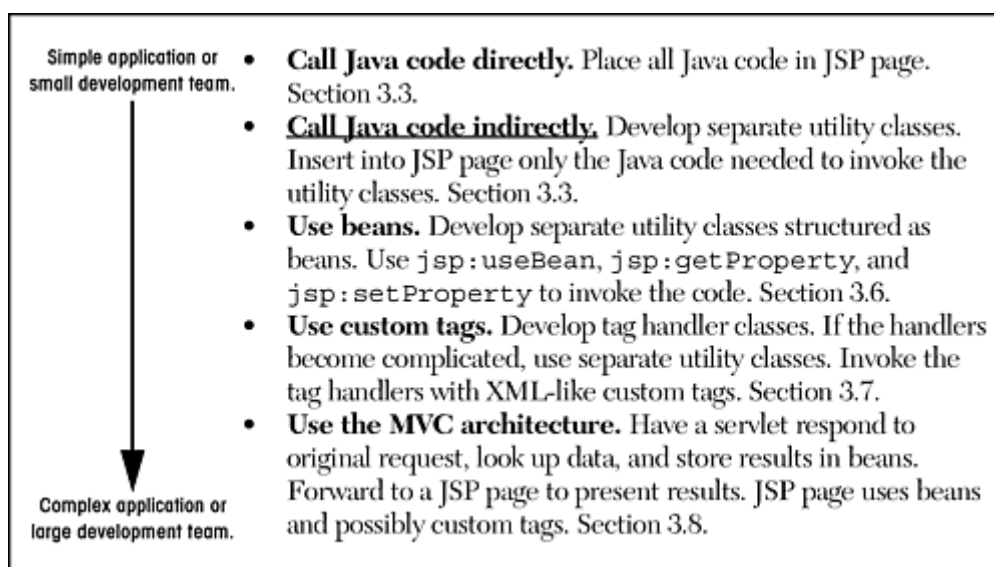 Simple application or
small development team.
• Call Java code directly. Place all Java code in JSP page.
Section 3.3.
• Call Java code indirectly. Develop separate utility classes.
Insert into JSP page only the Java code needed to invoke the
utility classes. Section 3.3.
• Use beans. Develop separate utility classes structured as
beans. Use jsp:useBean, jsp:getProperty, and
jsp:setProperty to invoke the code. Section 3.6.
• Use custom tags. Develop tag handler classes. If the handlers
become complicated, use separate utility classes. Invoke the
tag handlers with XML-like custom tags. Section 3.7.
• Use the MVC architecture. Have a servlet respond to
original request, look up data, and store results in beans.
Forward to a JSP page to present results. JSP page uses beans
and possibly custom tags. Section 3.8.
Complex application or
large development team.